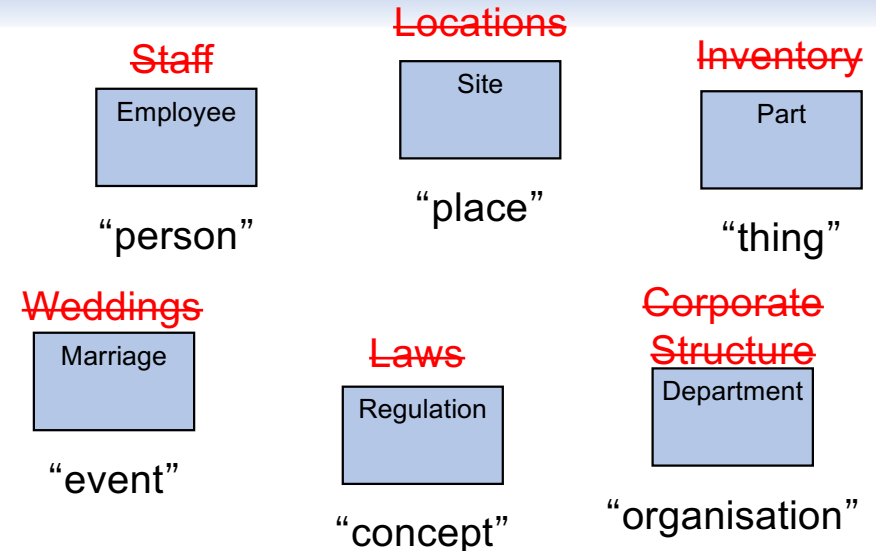 Staff
Employee
“person”
Locations
Site
“place”
Inventory
Part
“thing”
Weddings
Marriage
“event”
Laws
Regulation
“concept”
Corporate
Structure
Department
“organisation”